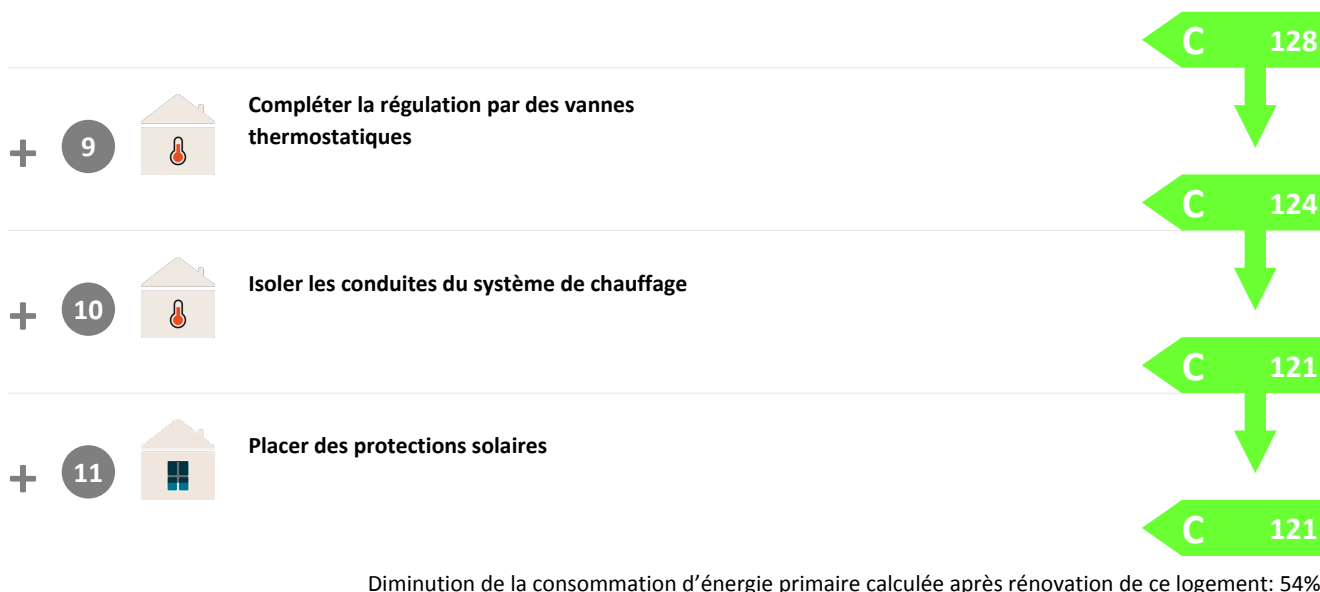 C 128
+ 9 Compléter la régulation par des vannes
thermostatiques
C 124
+ 10 Isoler les conduites du système de chauffage
C 121
+ 11 Placer des protections solaires
C 121
Diminution de la consommation d’énergie primaire calculée après rénovation de ce logement: 54%